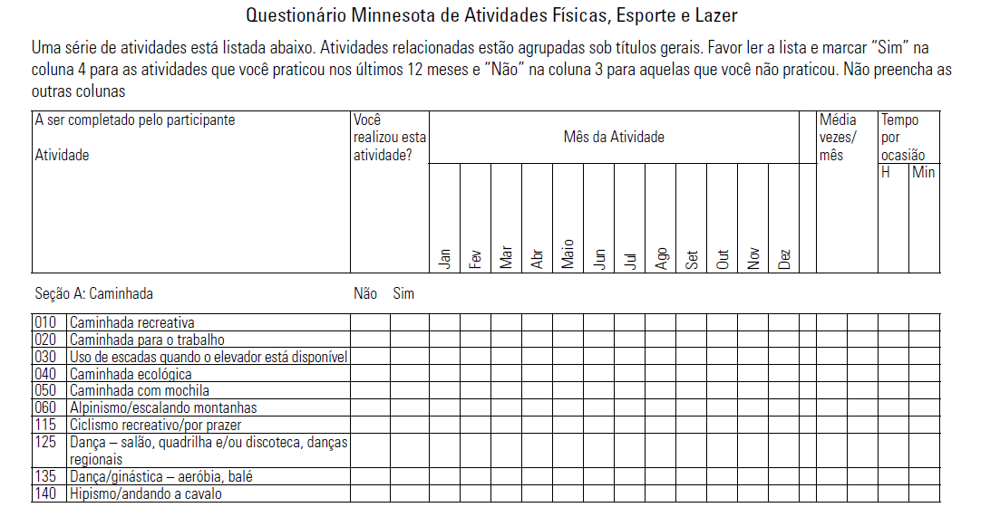 Questionário Minnesota de Atividades Físicas, Esporte e Lazer
Uma série de atividades está listada abaixo. Atividades relacionadas estão agrupadas sob títulos gerais. Favor ler a lista e marcar “Sim” na
coluna 4 para as atividades que você praticou nos últimos 12 meses e “Não” na coluna 3 para aquelas que você não praticou. Não preencha as
outras colunas
A ser completado pelo participante
Atividade
Você
realizou esta
atividade?
Mês da Atividade
Média
vezes/
mês
Tempo
por
ocasião
H Min
Jan Fev Mar Abr Maio Jun Jul Ago Set Out Nov Dez
Seção A: Caminhada Não Sim
010 Caminhada recreativa
020 Caminhada para o trabalho
030 Uso de escadas quando o elevador está disponível
040 Caminhada ecológica
050 Caminhada com mochila
060 Alpinismo/escalando montanhas
115 Ciclismo recreativo/por prazer
125 Dança – salão, quadrilha e/ou discoteca, danças
regionais
135 Dança/ginástica – aeróbia, balé
140 Hipismo/andando a cavalo